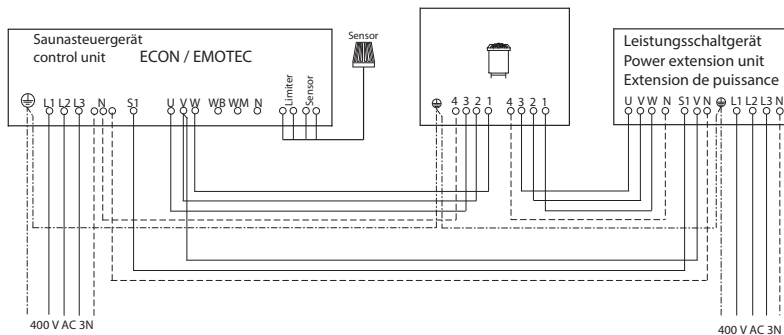 Saunasteuergerät
control unit ECON / EMOTEC
Sensor
Leistungsschaltgerät
Power extension unit
Extension de puissance
L1 L2 L3 N S1 U V W WB WM N Limiter Sensor
4 3 2 1 4 3 2 1
U V W N S1 V N L1 L2 L3 N
400 V AC 3N
400 V AC 3N